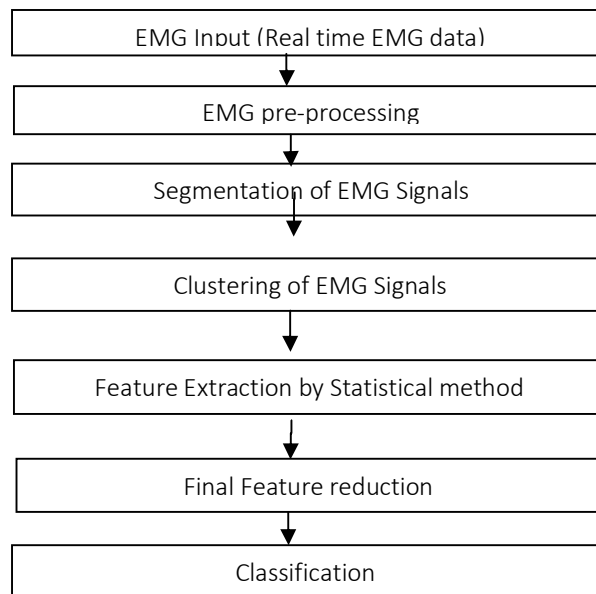 EMG Input (Real time EMG data)
EMG pre-processing
Segmentation of EMG Signals
Clustering of EMG Signals
Feature Extraction by Statistical method
Final Feature reduction
Classification